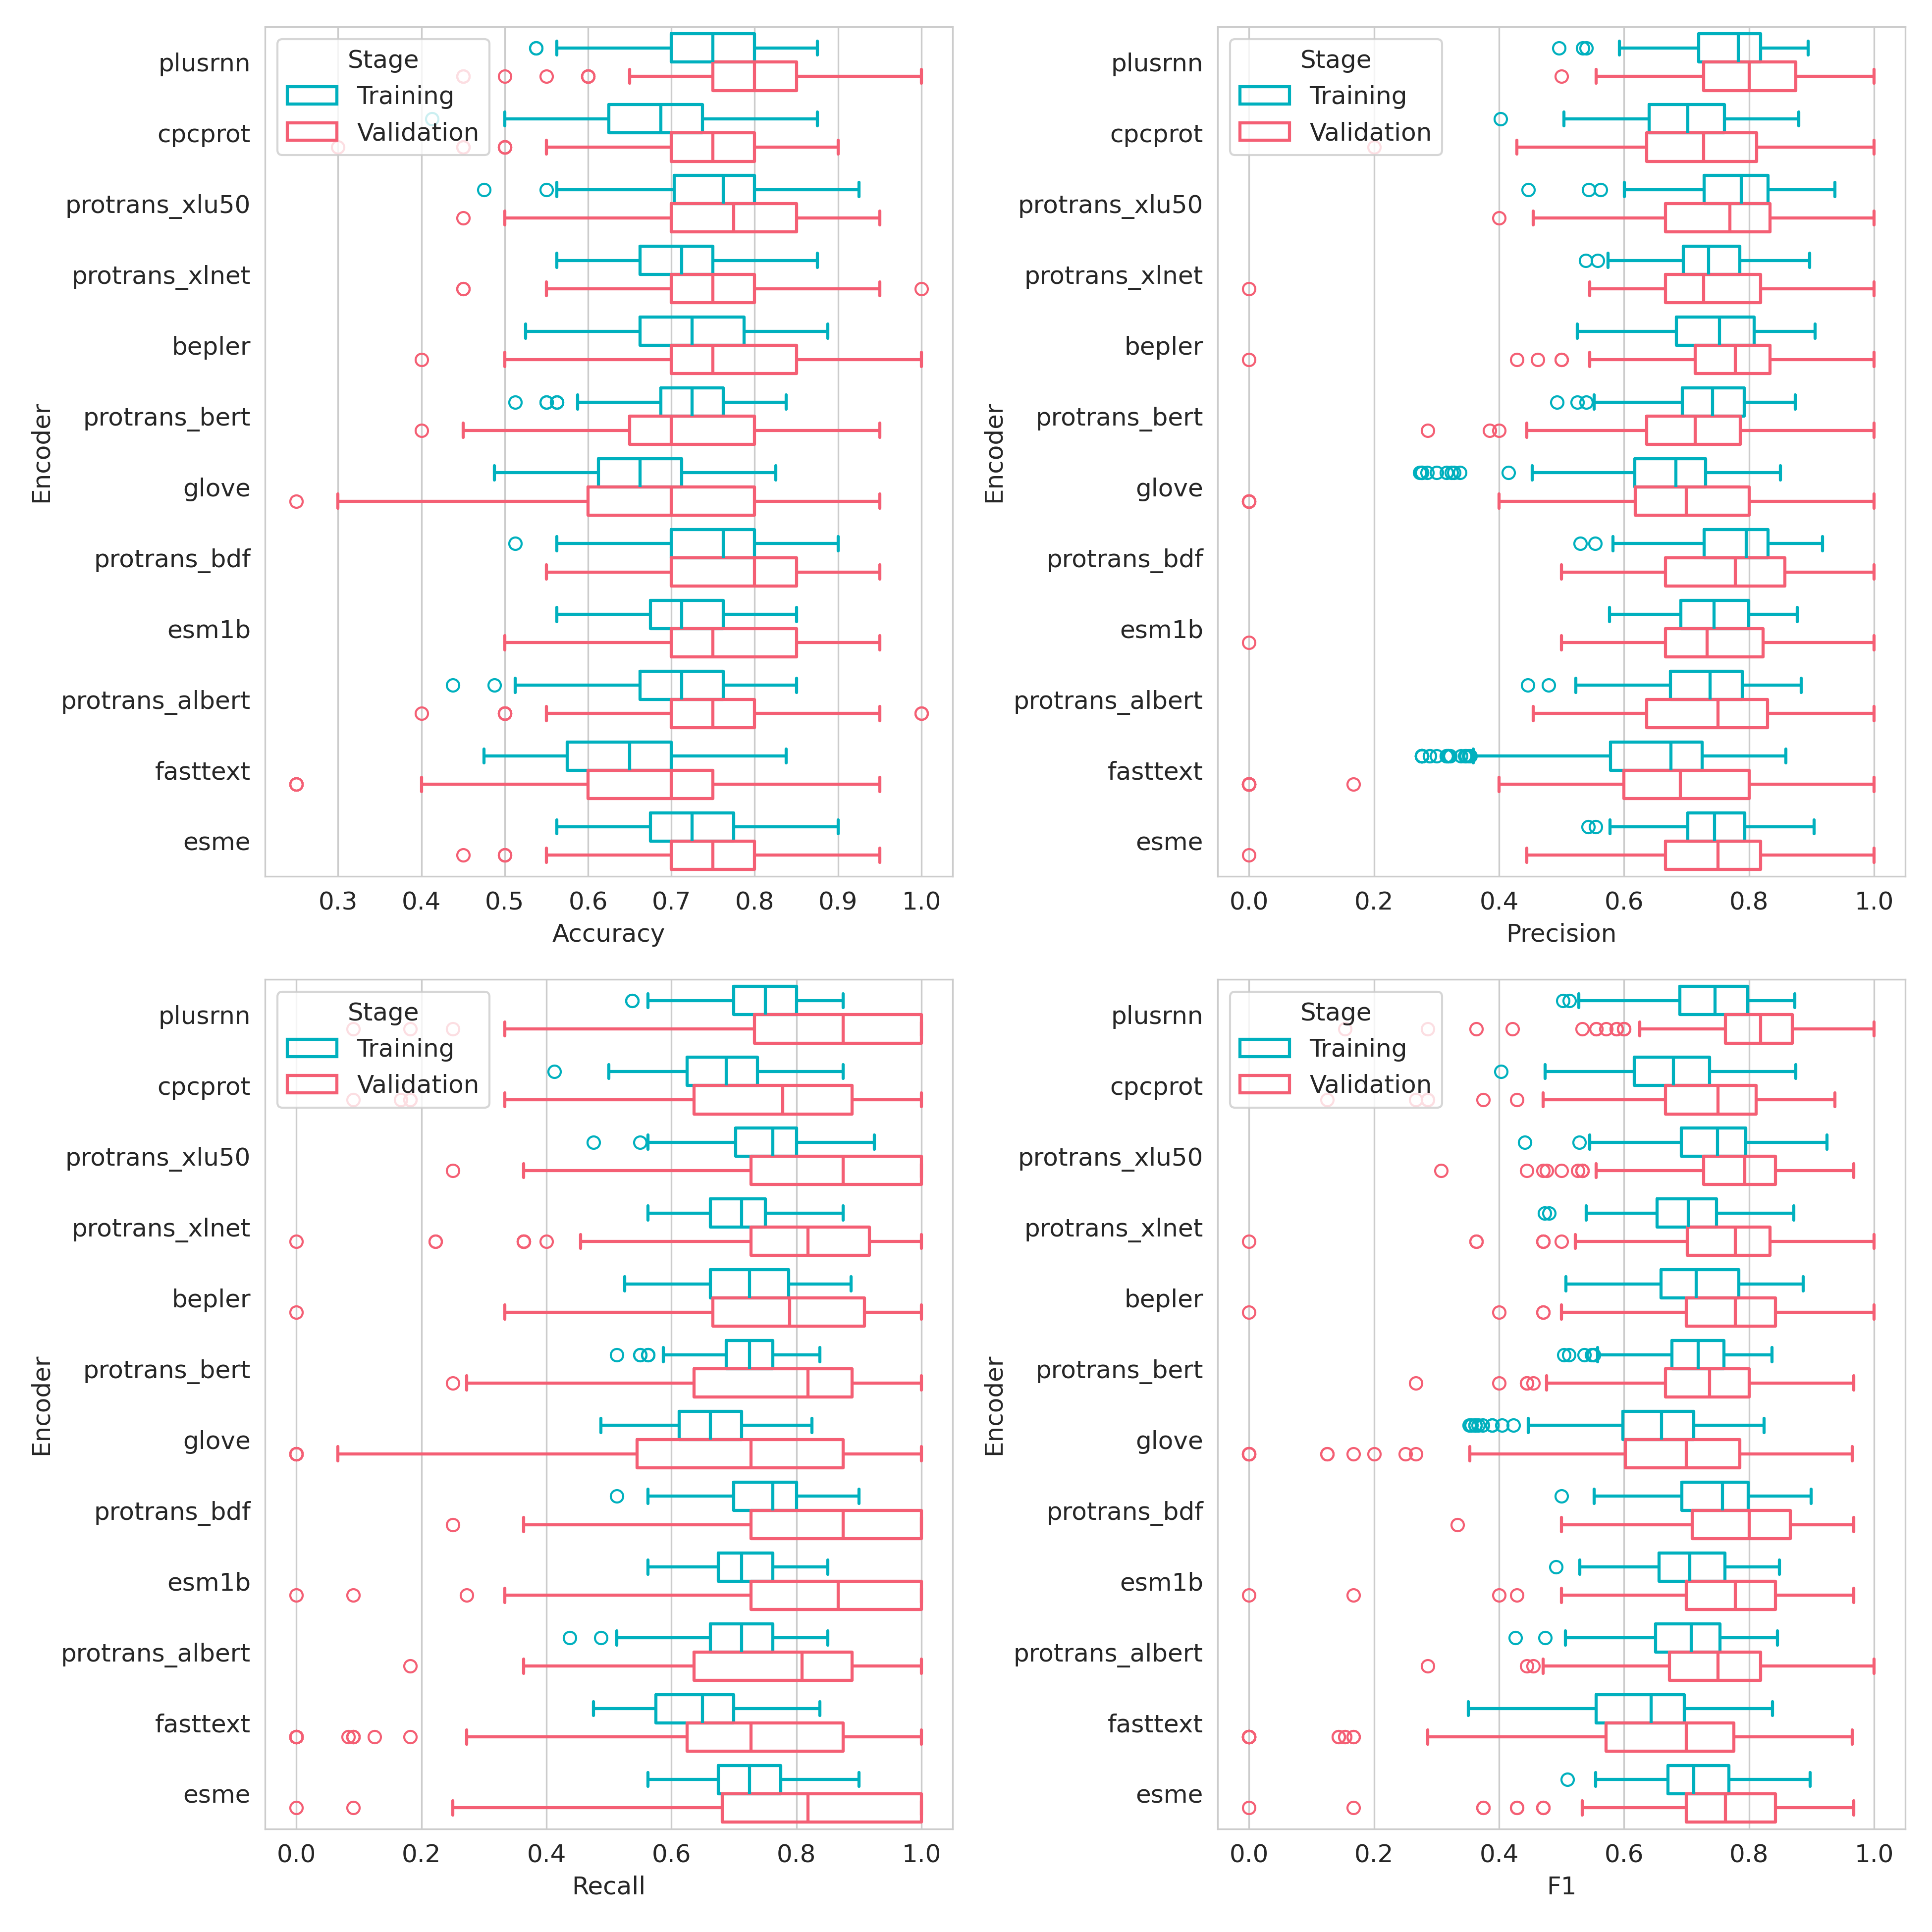 Stage
Training
Validation
plusrnn
cpcprot
protrans_xlu50
protrans_xlnet
bepler
protrans_bert
glove
protrans_bdf
esm1b
protrans_albert
fasttext
esme
Encoder
0.3 0.4 0.5 0.6 0.7 0.8 0.9 1.0
Accuracy
Stage
Training
Validation
plusrnn
cpcprot
protrans_xlu50
protrans_xlnet
bepler
protrans_bert
glove
protrans_bdf
esm1b
protrans_albert
fasttext
esme
Encoder
0.0 0.2 0.4 0.6 0.8 1.0
Precision
Stage
Training
Validation
plusrnn
cpcprot
protrans_xlu50
protrans_xlnet
bepler
protrans_bert
glove
protrans_bdf
esm1b
protrans_albert
fasttext
esme
Encoder
0.0 0.2 0.4 0.6 0.8 1.0
Recall
Stage
Training
Validation
plusrnn
cpcprot
protrans_xlu50
protrans_xlnet
bepler
protrans_bert
glove
protrans_bdf
esm1b
protrans_albert
fasttext
esme
Encoder
0.0 0.2 0.4 0.6 0.8 1.0
F1